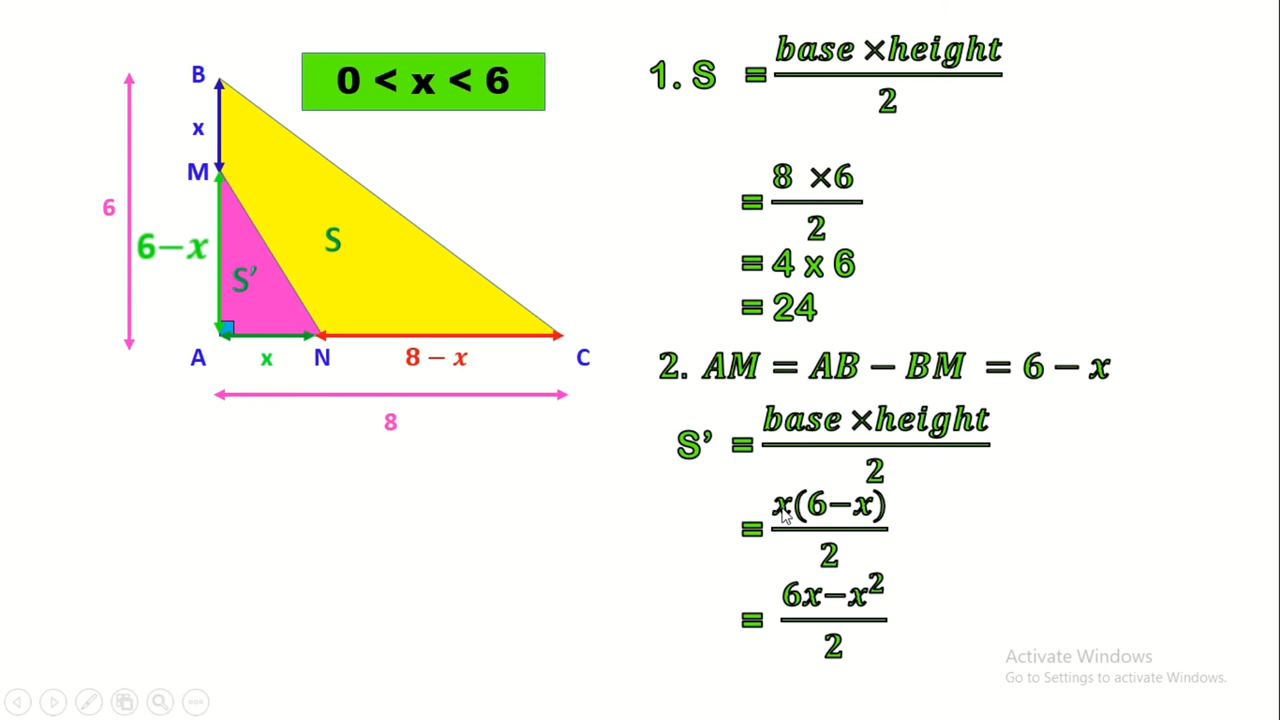 0 < x < 6
B
x
M
6
6−x
S
S'
A
x
N
8 − x
C
8
1. S = base ×height / 2
= 8 ×6 / 2
= 4 x 6
= 24
2. AM = AB − BM = 6 − x
S' = base ×height / 2
= x(6−x) / 2
= 6x−x² / 2
Activate Windows
Go to Settings to activate Windows.